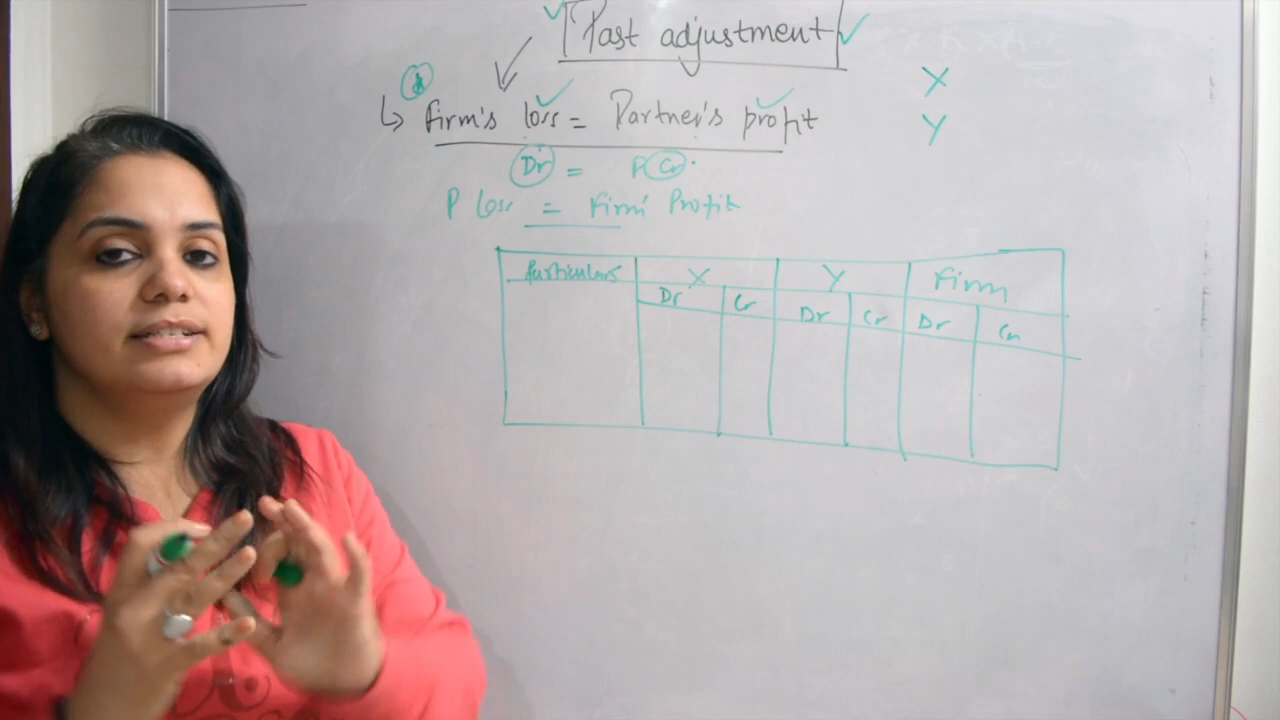 Past adjustment
X
↳ firm's loss = Partner's profit
Y
Dr = P Cr.
P Loss = Firm Profit
Particulars X Y Firm
Dr Cr Dr Cr Dr Cr